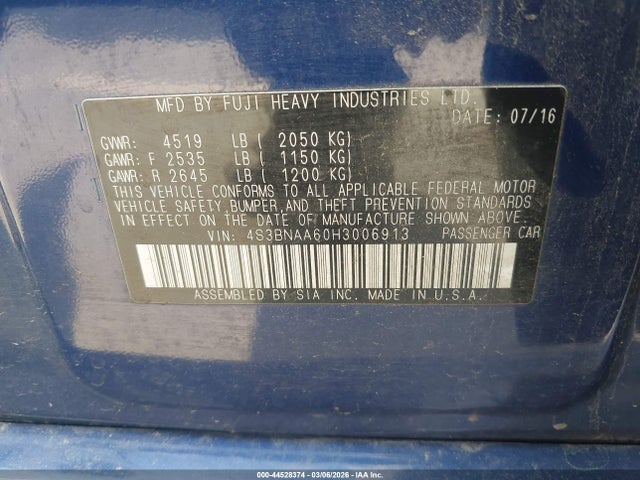 MFD BY FUJI HEAVY INDUSTRIES LTD.
DATE: 07/16
GVWR: 4519 LB ( 2050 KG)
GAWR: F 2535 LB ( 1150 KG)
GAWR: R 2645 LB ( 1200 KG)
THIS VEHICLE CONFORMS TO ALL APPLICABLE FEDERAL MOTOR
VEHICLE SAFETY,BUMPER,AND THEFT PREVENTION STANDARDS
IN EFFECT ON THE DATE OF MANUFACTURE SHOWN ABOVE.
VIN: 4S3BNAA60H3006913 PASSENGER CAR
ASSEMBLED BY SIA INC. MADE IN U.S.A.
000-44528374 | 03/06/2026 - IAA